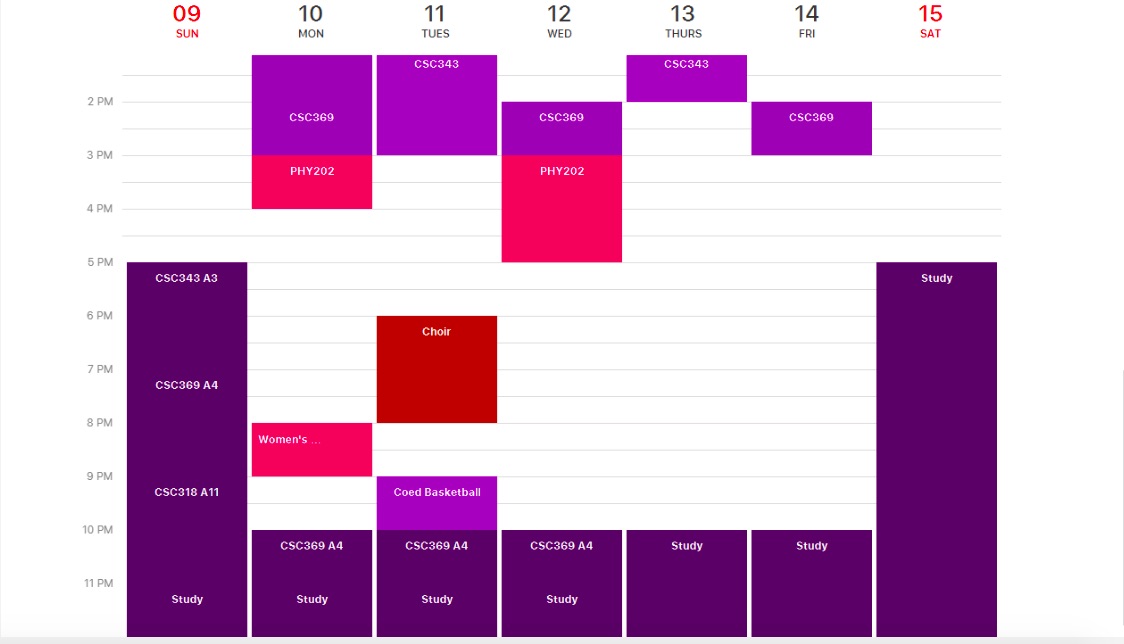 09 10 11 12 13 14 15
SUN MON TUES WED THURS FRI SAT
CSC343 CSC343
2 PM
CSC369 CSC369 CSC369
3 PM
PHY202 PHY202
4 PM
5 PM
CSC343 A3 Study
6 PM
Choir
7 PM
CSC369 A4
8 PM
Women's ...
9 PM
CSC318 A11 Coed Basketball
10 PM
CSC369 A4 CSC369 A4 CSC369 A4 Study Study
11 PM
Study Study Study Study